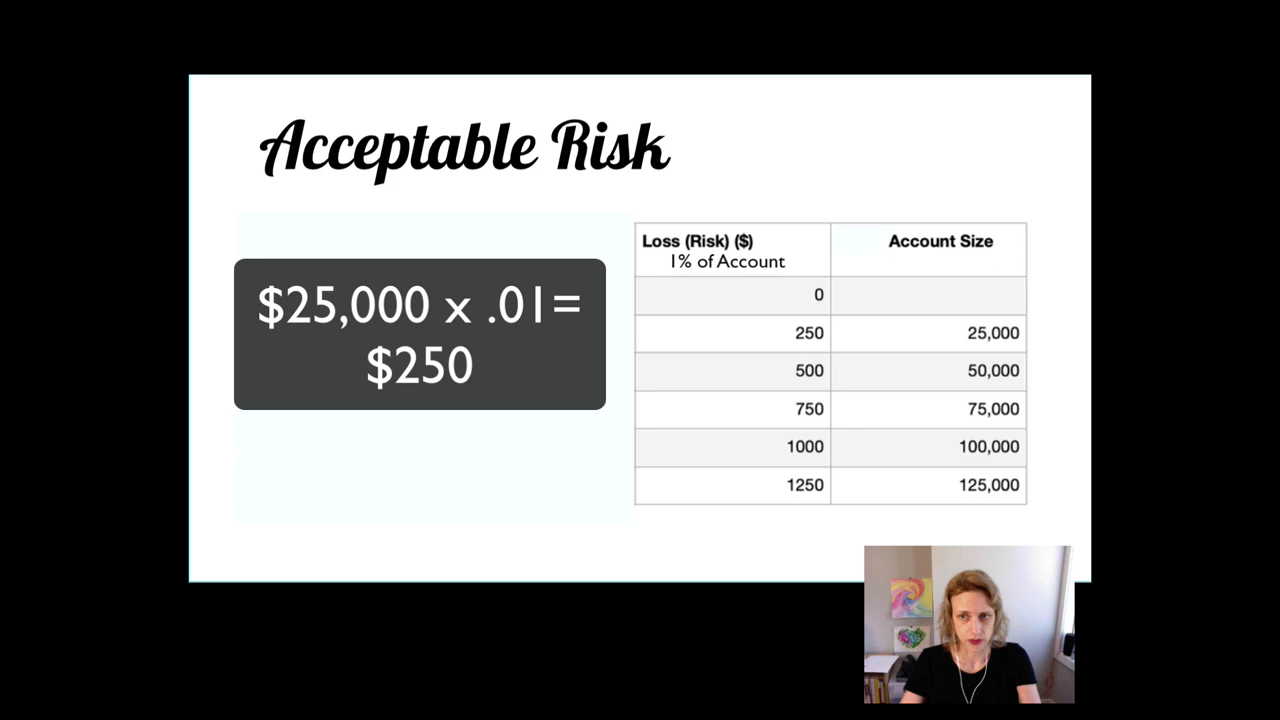 Acceptable Risk
$25,000 x .01=
$250
Loss (Risk) ($) Account Size
1% of Account
0
250 25,000
500 50,000
750 75,000
1000 100,000
1250 125,000